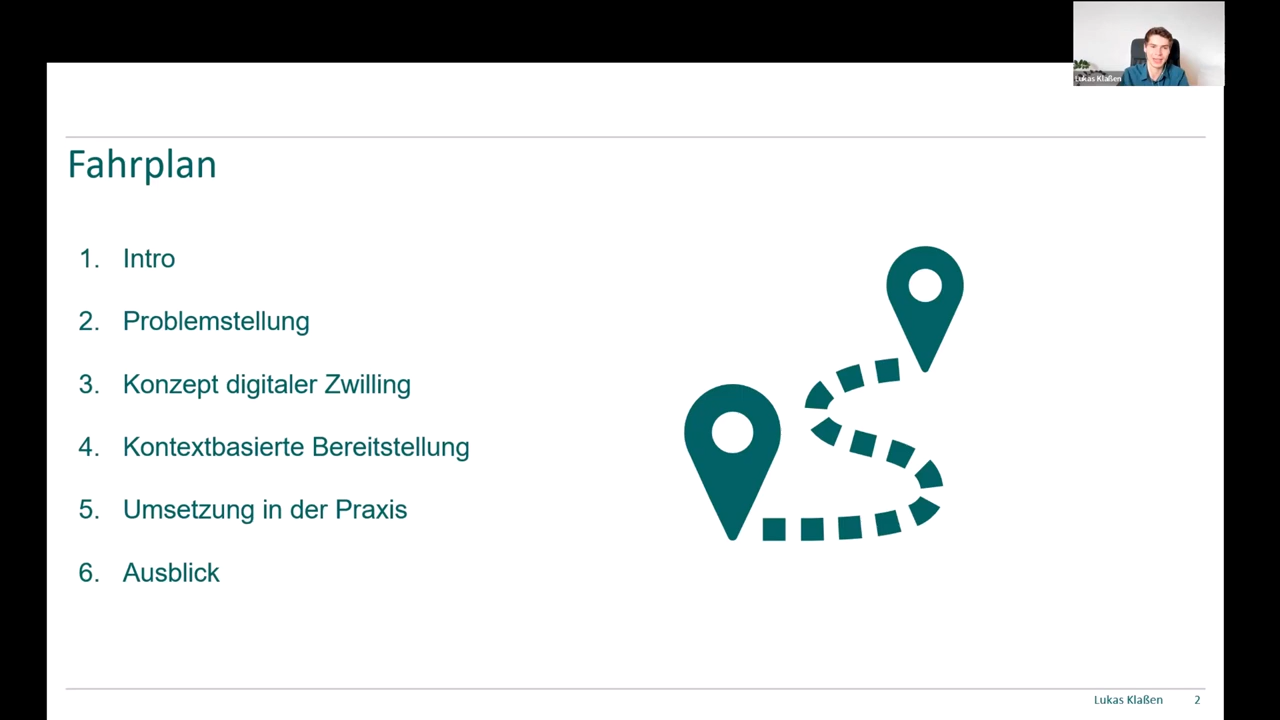 Lukas Klaßen
Fahrplan
1. Intro
2. Problemstellung
3. Konzept digitaler Zwilling
4. Kontextbasierte Bereitstellung
5. Umsetzung in der Praxis
6. Ausblick
Lukas Klaßen 2